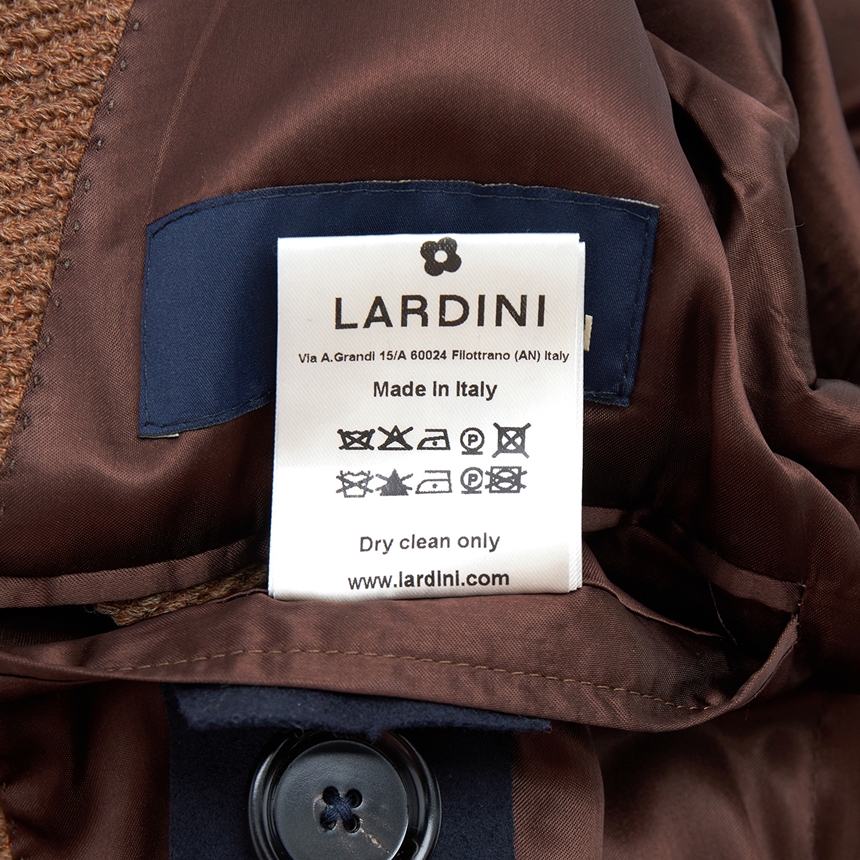 LARDINI
Via A.Grandi 15/A 60024 Filottrano (AN) Italy
Made in Italy
P
P
Dry clean only
www.lardini.com